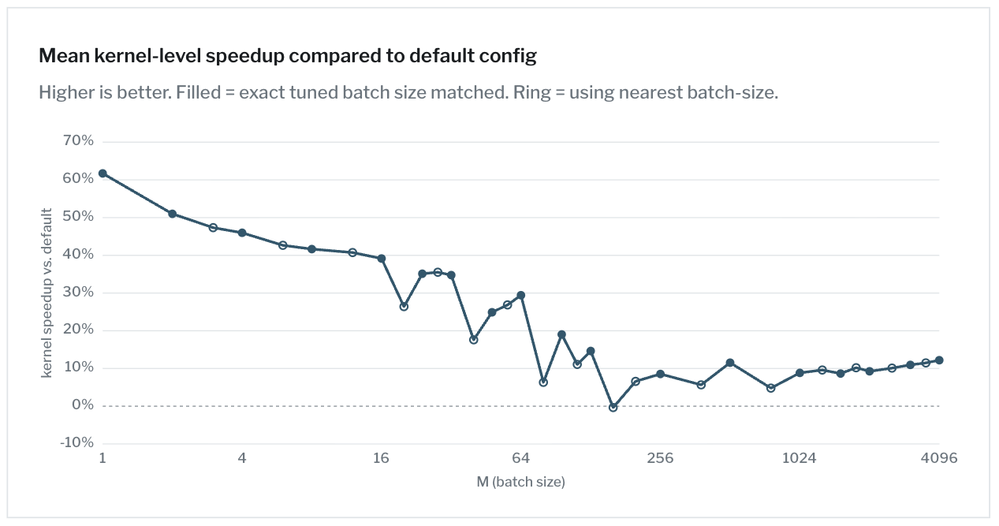 Mean kernel-level speedup compared to default config
Higher is better. Filled = exact tuned batch size matched. Ring = using nearest batch-size.
70%
60%
50%
40%
30%
20%
10%
0%
-10%
kernel speedup vs. default
1 4 16 64 256 1024 4096
M (batch size)